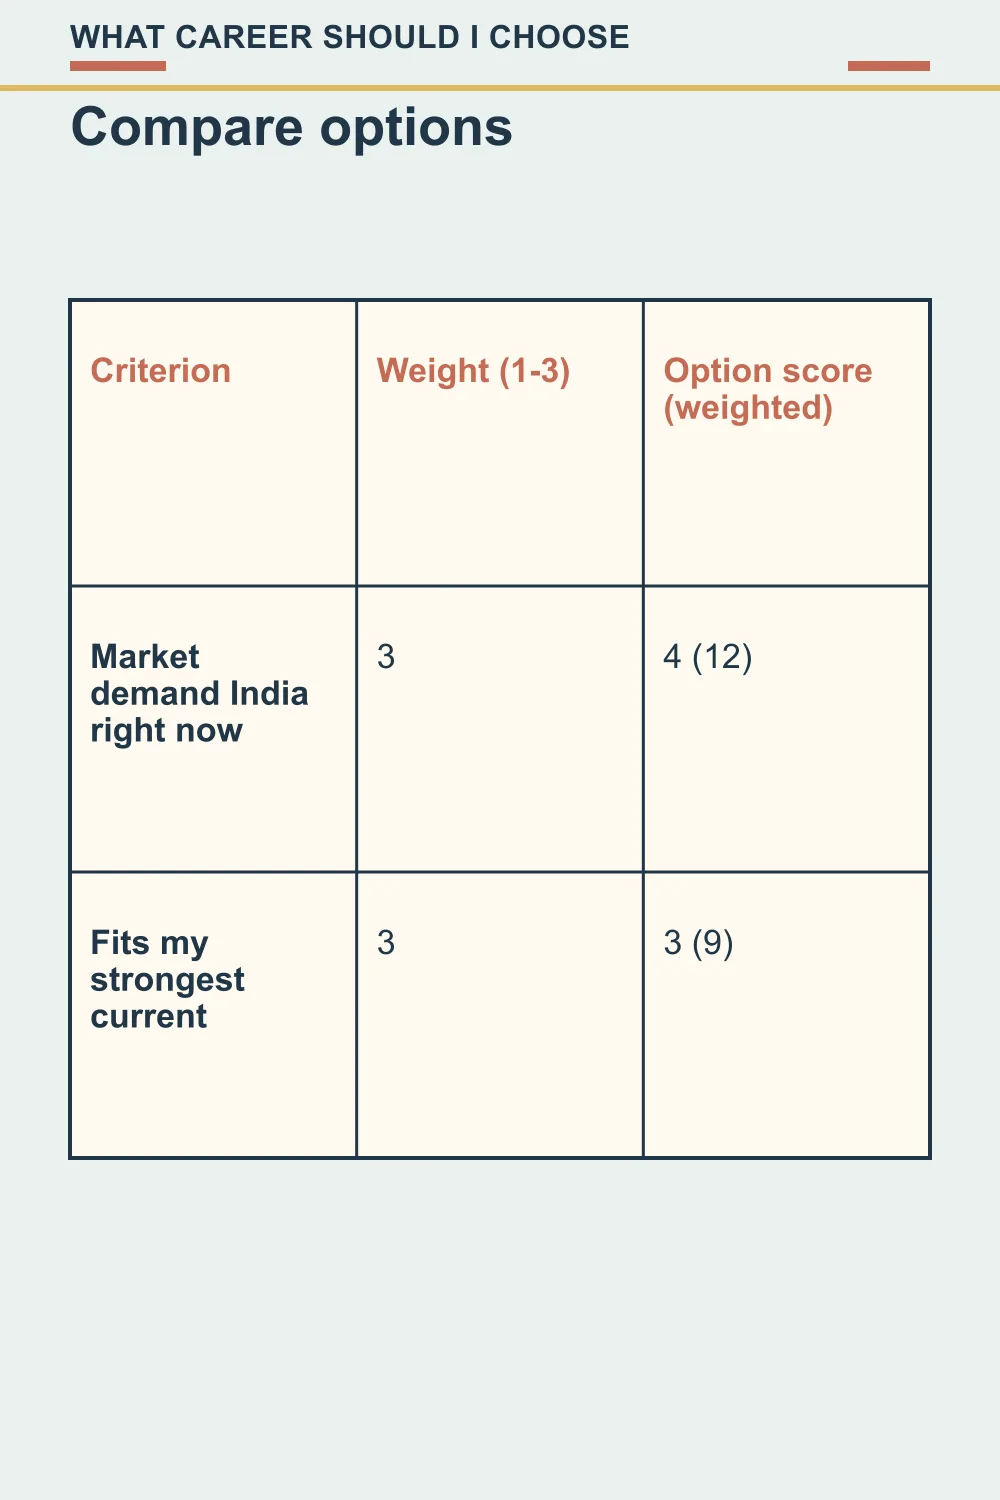 WHAT CAREER SHOULD I CHOOSE
Compare options
Criterion
Weight (1-3)
Option score
(weighted)
Market
demand India
right now
3
4 (12)
Fits my
strongest
current
3
3 (9)